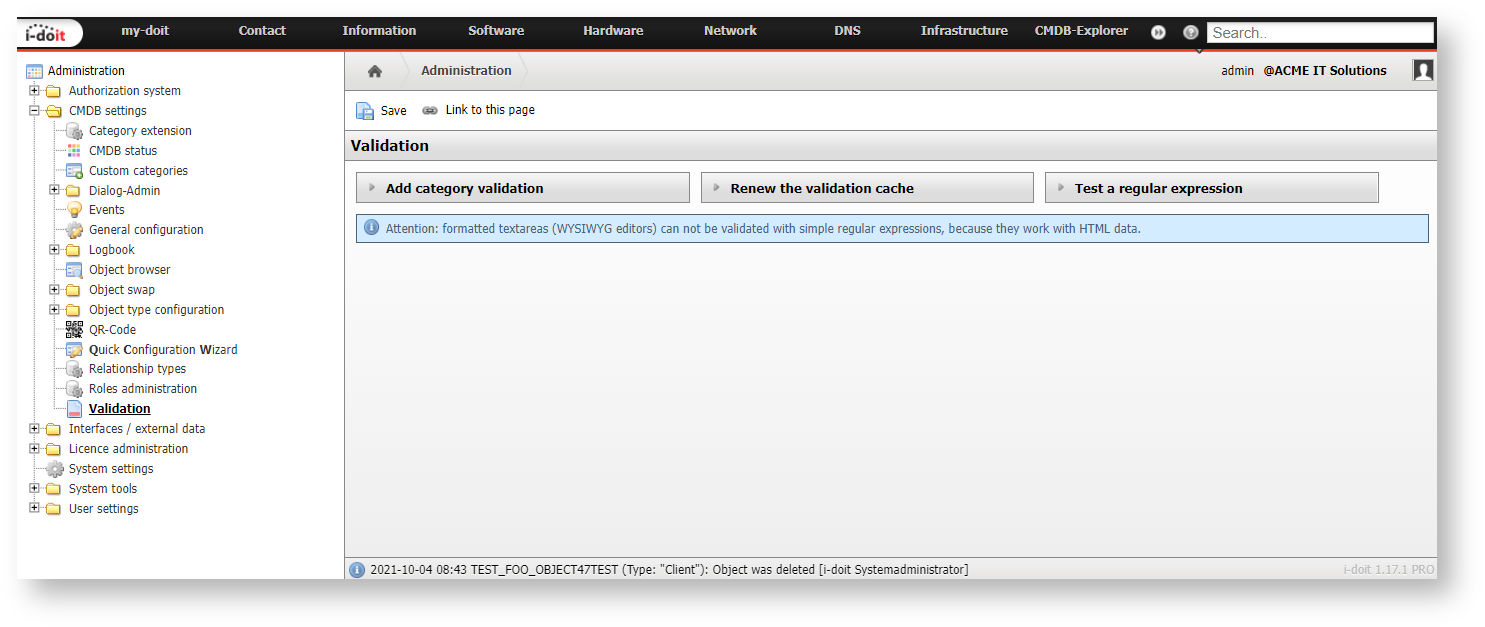 i-doit my-doit Contact Information Software Hardware Network DNS Infrastructure CMDB-Explorer Search..
Administration
Authorization system
CMDB settings
Category extension
CMDB status
Custom categories
Dialog-Admin
Events
General configuration
Logbook
Object browser
Object swap
Object type configuration
QR-Code
Quick Configuration Wizard
Relationship types
Roles administration
Validation
Interfaces / external data
Licence administration
System settings
System tools
User settings
Administration admin @ACME IT Solutions
Save Link to this page
Validation
Add category validation Renew the validation cache Test a regular expression
Attention: formatted textareas (WYSIWYG editors) can not be validated with simple regular expressions, because they work with HTML data.
2021-10-04 08:43 TEST_FOO_OBJECT47TEST (Type: "Client"): Object was deleted [i-doit Systemadministrator] i-doit 1.17.1 PRO